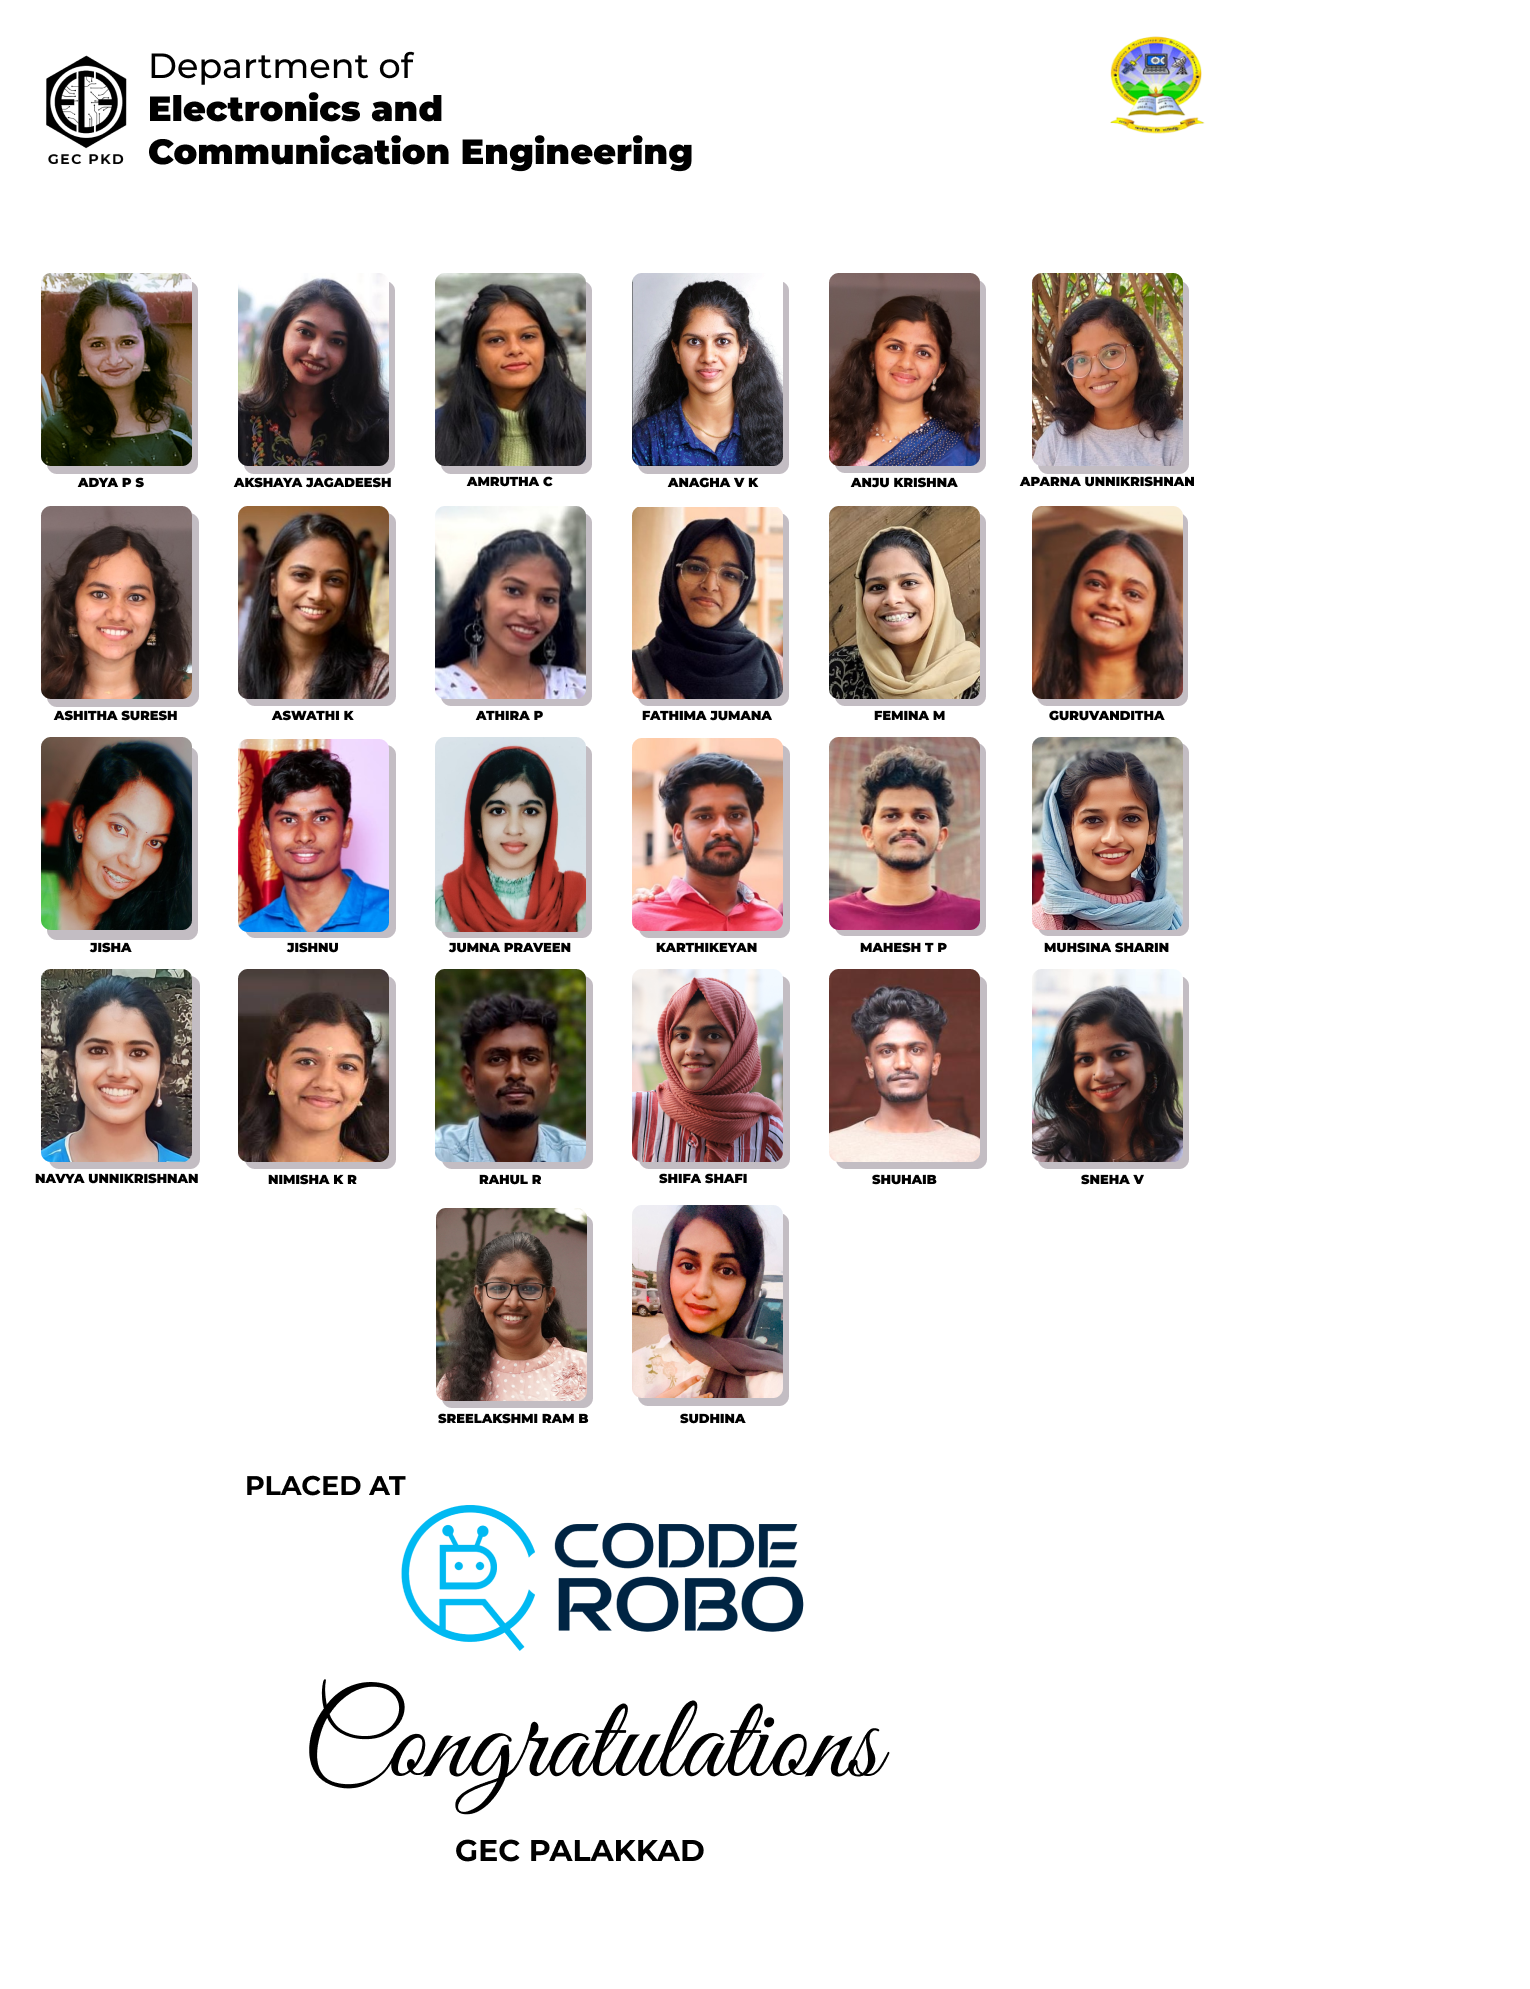 Department of
Electronics and
Communication Engineering
GEC PKD
ADYA P S
AKSHAYA JAGADEESH
AMRUTHA C
ANAGHA V K
ANJU KRISHNA
APARNA UNNIKRISHNAN
ASHITHA SURESH
ASWATHI K
ATHIRA P
FATHIMA JUMANA
FEMINA M
GURUVANDITHA
JISHA
JISHNU
JUMNA PRAVEEN
KARTHIKEYAN
MAHESH T P
MUHSINA SHARIN
NAVYA UNNIKRISHNAN
NIMISHA K R
RAHUL R
SHIFA SHAFI
SHUHAIB
SNEHA V
SREELAKSHMI RAM B
SUDHINA
PLACED AT
CODDE
ROBO
Congratulations
GEC PALAKKAD